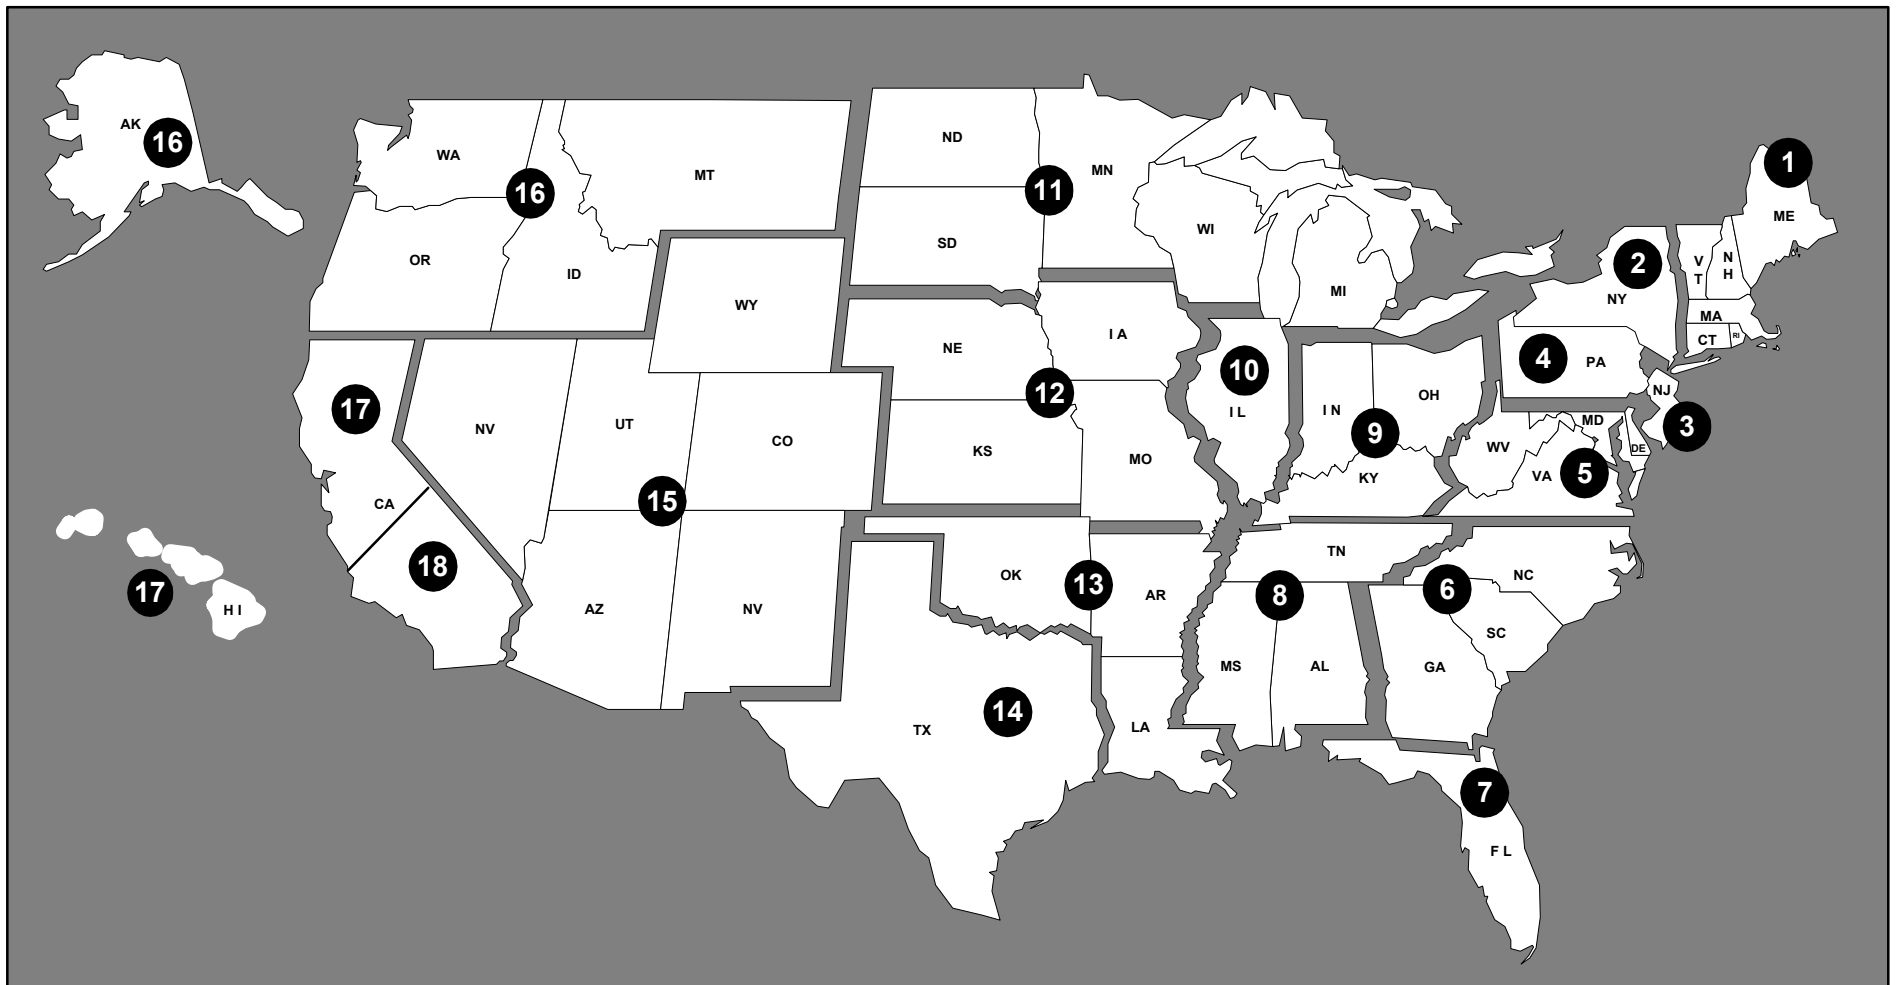 AK
16
WA
16
MT
OR
ID
WY
ND
MN
11
SD
WI
MI
1
ME
2
NY
V
T
N
H
MA
CT
RI
4
PA
NJ
3
NE
I A
12
KS
MO
10
I L
I N
OH
9
KY
WV
MD
DE
VA
5
17
CA
18
NV
UT
CO
15
AZ
NV
17
H I
OK
13
AR
TX
14
LA
TN
8
MS
AL
6
NC
SC
GA
7
F L